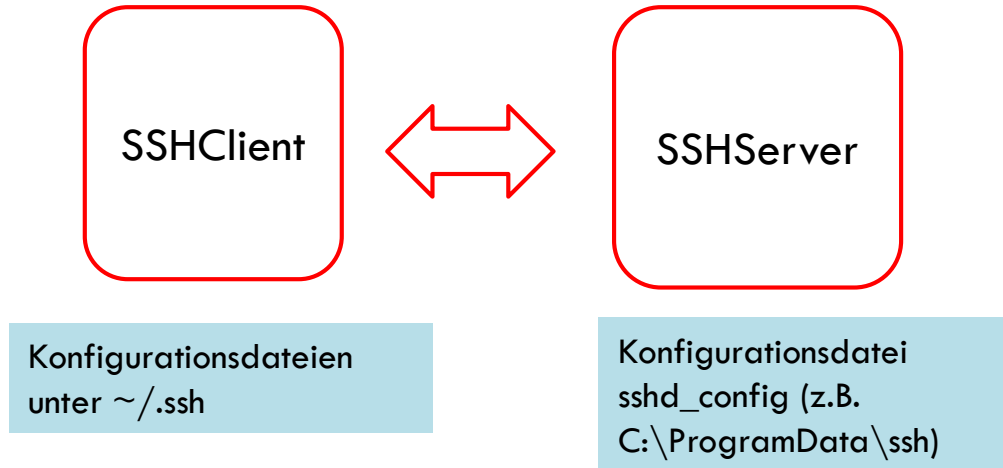 SSHClient
SSHServer
Konfigurationsdateien
unter ~/.ssh
Konfigurationsdatei
sshd_config (z.B.
C:\ProgramData\ssh)